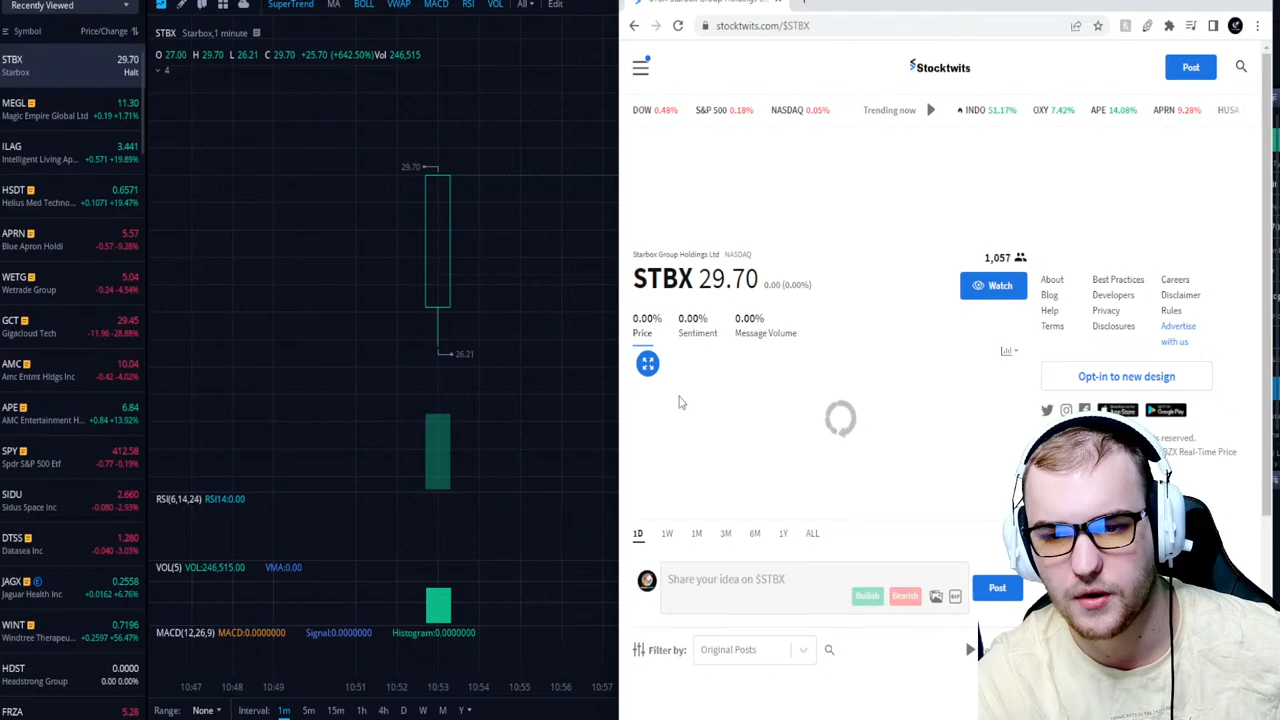 Recently Viewed
SuperTrend MA BOLL VWAP MACD RSI VOL All Edit
Symbol Price/Change
STBX 29.70
Starbox Halt
MEGL 11.30
Magic Empire Global Ltd +0.19 +1.71%
ILAG 3.441
Intelligent Living Ap... +0.571 +19.89%
HSDT 0.6571
Helius Med Techno... +0.1071 +19.47%
APRN 5.57
Blue Apron Holdi -0.57 -9.28%
WETG 5.04
Wetrade Group -0.24 -4.54%
GCT 29.45
Gigacloud Tech -11.96 -28.88%
AMC 10.04
Amc Entmt Hldgs Inc -0.42 -4.02%
APE 6.84
AMC Entertainment H... +0.84 +13.92%
SPY 412.58
Spdr S&P 500 Etf -0.77 -0.19%
SIDU 2.660
Sidus Space Inc -0.080 -2.93%
DTSS 1.280
Datasea Inc -0.040 -3.03%
JAGX 0.2558
Jaguar Health Inc +0.0162 +6.76%
WINT 0.7196
Windtree Therapeu... +0.2597 +56.47%
HDST 0.0000
Headstrong Group 0.00 0.00%
FRZA 5.28
STBX Starbox,1 minute
O 27.00 H 29.70 L 26.21 C 29.70 +25.70 (+642.50%) Vol 246,515
4
29.70
26.21
RSI(6,14,24) RSI14:0.00
VOL(5) VOL:246,515.00 VMA:0.00
MACD(12,26,9) MACD:0.0000000 Signal:0.0000000 Histogram:0.0000000
10:47 10:48 10:49 10:51 10:52 10:53 10:54 10:55 10:56 10:57
Range: None Interval: 1m 5m 15m 1h 4h D W M Y
stocktwits.com/$STBX
Stocktwits
Post
DOW 0.48% S&P 500 0.18% NASDAQ 0.05% Trending now INDO 51.17% OXY 7.42% APE 14.08% APRN 9.28% HUSA
Starbox Group Holdings Ltd NASDAQ
1,057
STBX 29.70 0.00 (0.00%)
Watch
0.00% 0.00% 0.00%
Price Sentiment Message Volume
1D 1W 1M 3M 6M 1Y ALL
Share your idea on $STBX
Bullish Bearish GIF
Post
Filter by: Original Posts
About Best Practices Careers
Blog Developers Disclaimer
Help Privacy Rules
Terms Disclosures Advertise with us
Opt-in to new design
App Store Google Play
s reserved.
BZX Real-Time Price